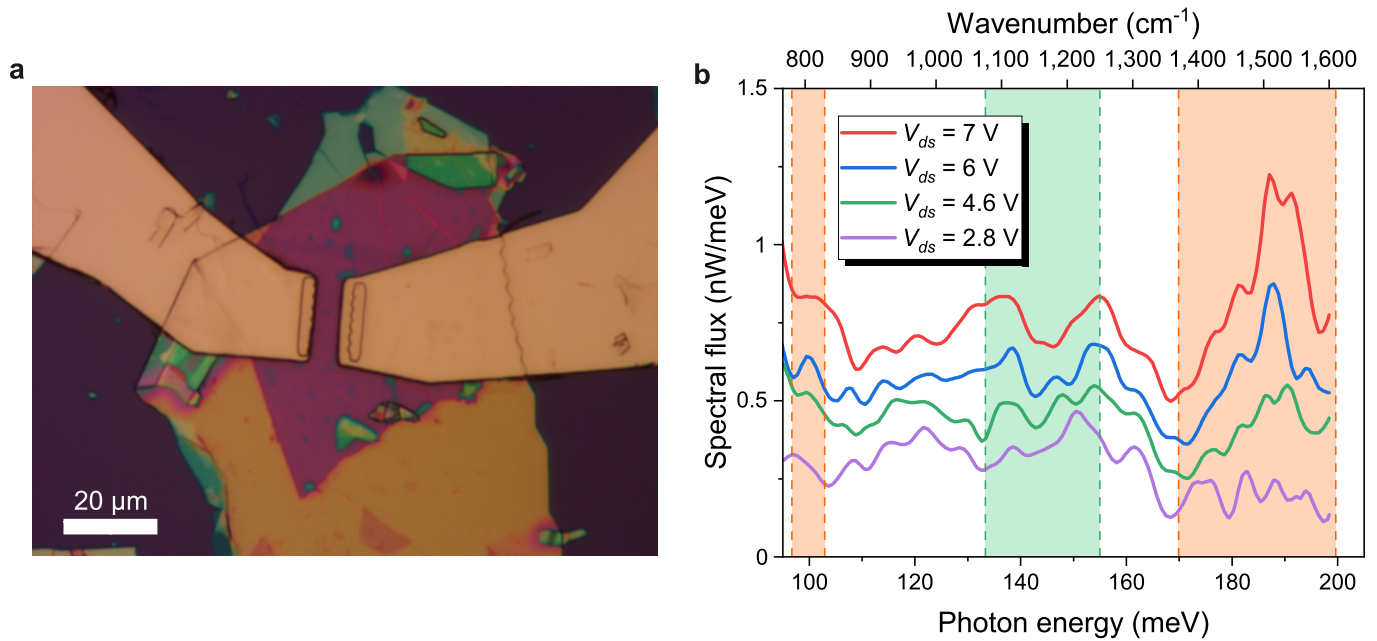 a
20 µm
b
Wavenumber (cm⁻¹)
800 900 1,000 1,100 1,200 1,300 1,400 1,500 1,600
1.5
1
0.5
0
Spectral flux (nW/meV)
Vds = 7 V
Vds = 6 V
Vds = 4.6 V
Vds = 2.8 V
100 120 140 160 180 200
Photon energy (meV)